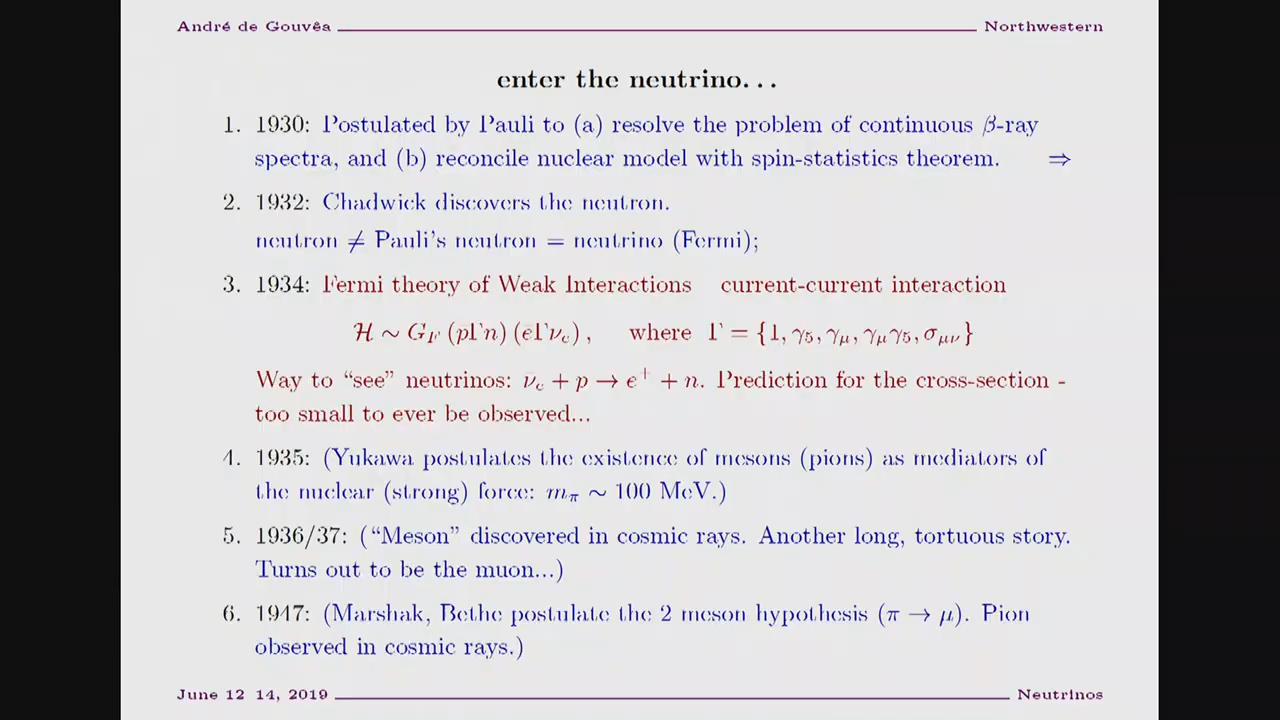 André de Gouvêa Northwestern
enter the neutrino...
1. 1930: Postulated by Pauli to (a) resolve the problem of continuous β-ray
spectra, and (b) reconcile nuclear model with spin-statistics theorem. ⇒
2. 1932: Chadwick discovers the neutron.
neutron ≠ Pauli's neutron = neutrino (Fermi);
3. 1934: Fermi theory of Weak Interactions current-current interaction
H ∼ G_F (p̄Γn) (ēΓν_e), where Γ = {1, γ₅, γ_μ, γ_μγ₅, σ_μν}
Way to “see” neutrinos: ν̄_e + p → e⁺ + n. Prediction for the cross-section -
too small to ever be observed...
4. 1935: (Yukawa postulates the existence of mesons (pions) as mediators of
the nuclear (strong) force: m_π ∼ 100 MeV.)
5. 1936/37: (“Meson” discovered in cosmic rays. Another long, tortuous story.
Turns out to be the muon...)
6. 1947: (Marshak, Bethe postulate the 2 meson hypothesis (π → μ). Pion
observed in cosmic rays.)
June 12 14, 2019 Neutrinos